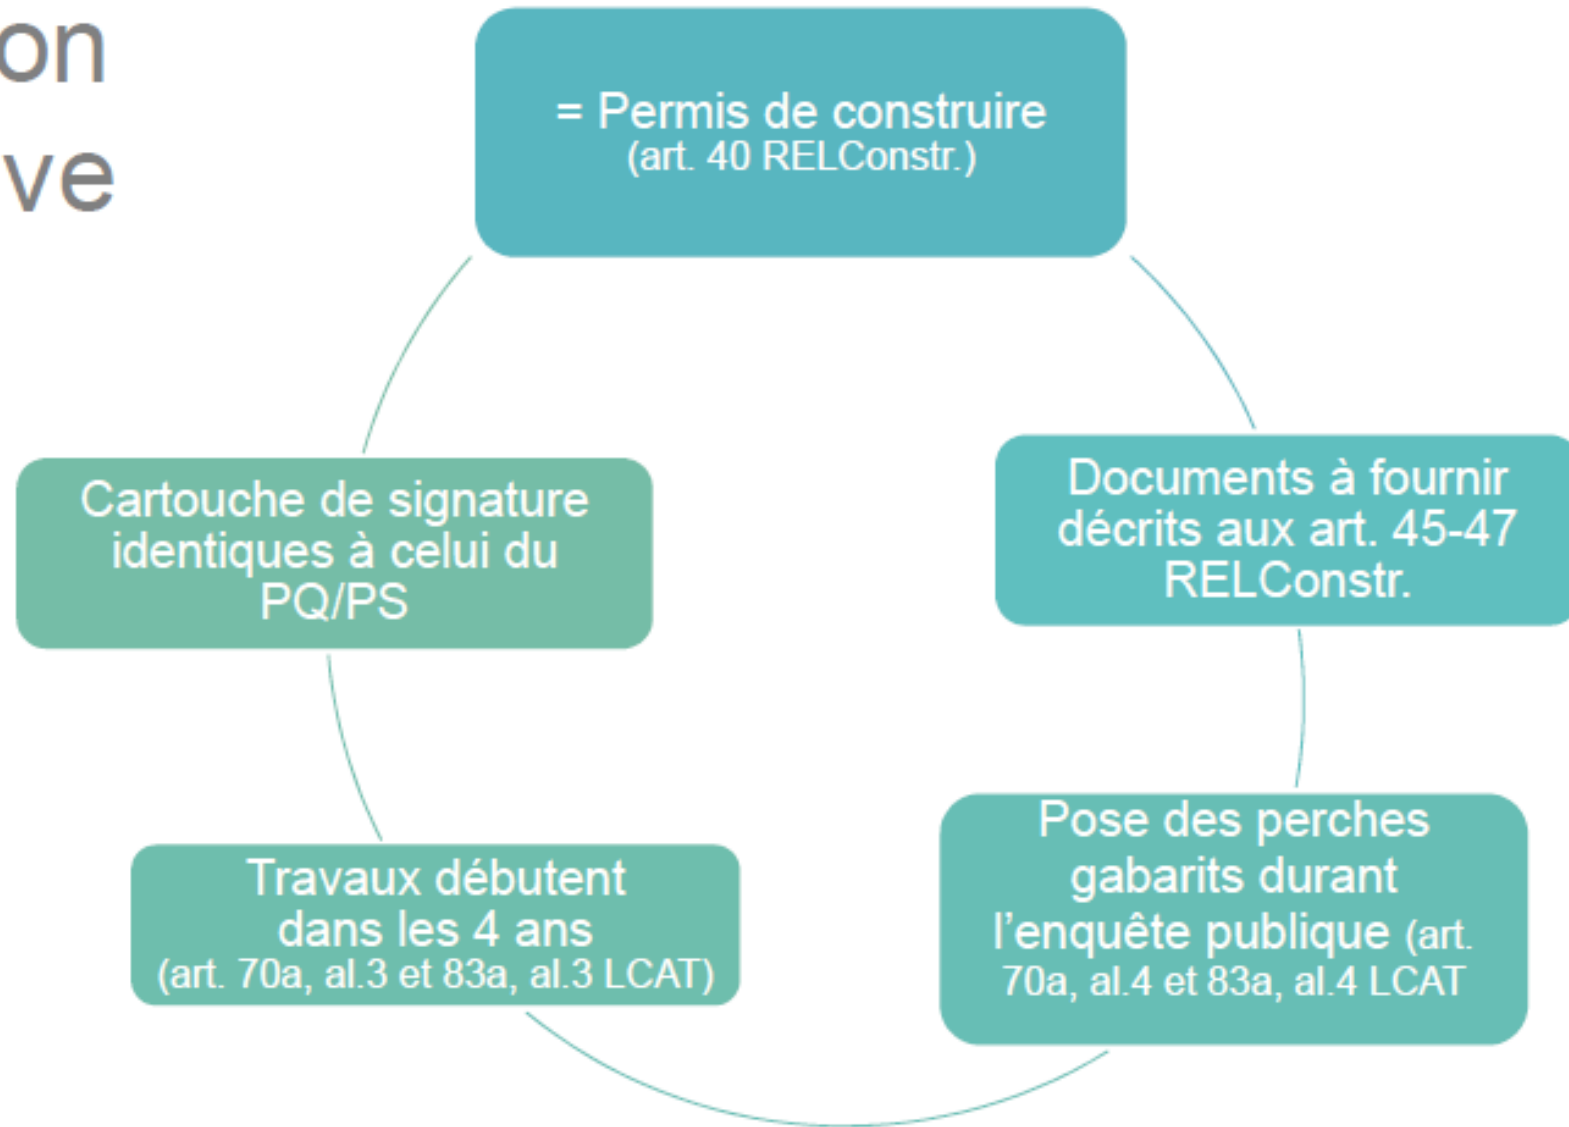 on
ve
= Permis de construire
(art. 40 RELConstr.)
Documents à fournir
décrits aux art. 45-47
RELConstr.
Pose des perches
gabarits durant
l'enquête publique (art.
70a, al.4 et 83a, al.4 LCAT
Travaux débutent
dans les 4 ans
(art. 70a, al.3 et 83a, al.3 LCAT)
Cartouche de signature
identiques à celui du
PQ/PS